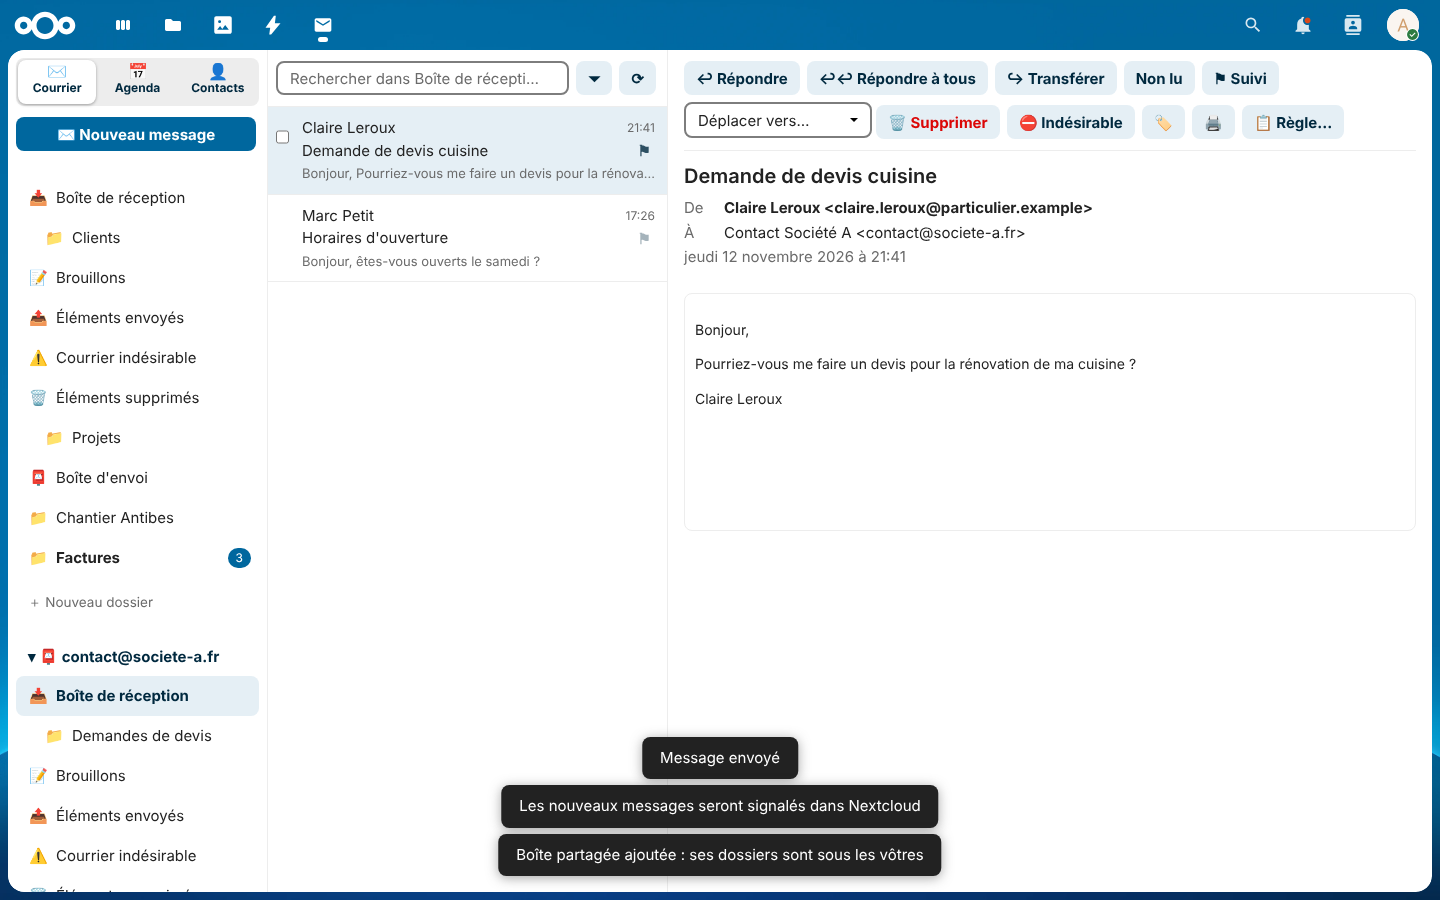 A
Courrier
Agenda
Contacts
Nouveau message
Boîte de réception
Clients
Brouillons
Éléments envoyés
Courrier indésirable
Éléments supprimés
Projets
Boîte d'envoi
Chantier Antibes
Factures 3
+ Nouveau dossier
contact@societe-a.fr
Boîte de réception
Demandes de devis
Brouillons
Éléments envoyés
Courrier indésirable
Rechercher dans Boîte de récepti...
Claire Leroux 21:41
Demande de devis cuisine
Bonjour, Pourriez-vous me faire un devis pour la rénova...
Marc Petit 17:26
Horaires d'ouverture
Bonjour, êtes-vous ouverts le samedi ?
Répondre
Répondre à tous
Transférer
Non lu
Suivi
Déplacer vers...
Supprimer
Indésirable
Règle...
Demande de devis cuisine
De Claire Leroux <claire.leroux@particulier.example>
À Contact Société A <contact@societe-a.fr>
jeudi 12 novembre 2026 à 21:41
Bonjour,
Pourriez-vous me faire un devis pour la rénovation de ma cuisine ?
Claire Leroux
Message envoyé
Les nouveaux messages seront signalés dans Nextcloud
Boîte partagée ajoutée : ses dossiers sont sous les vôtres